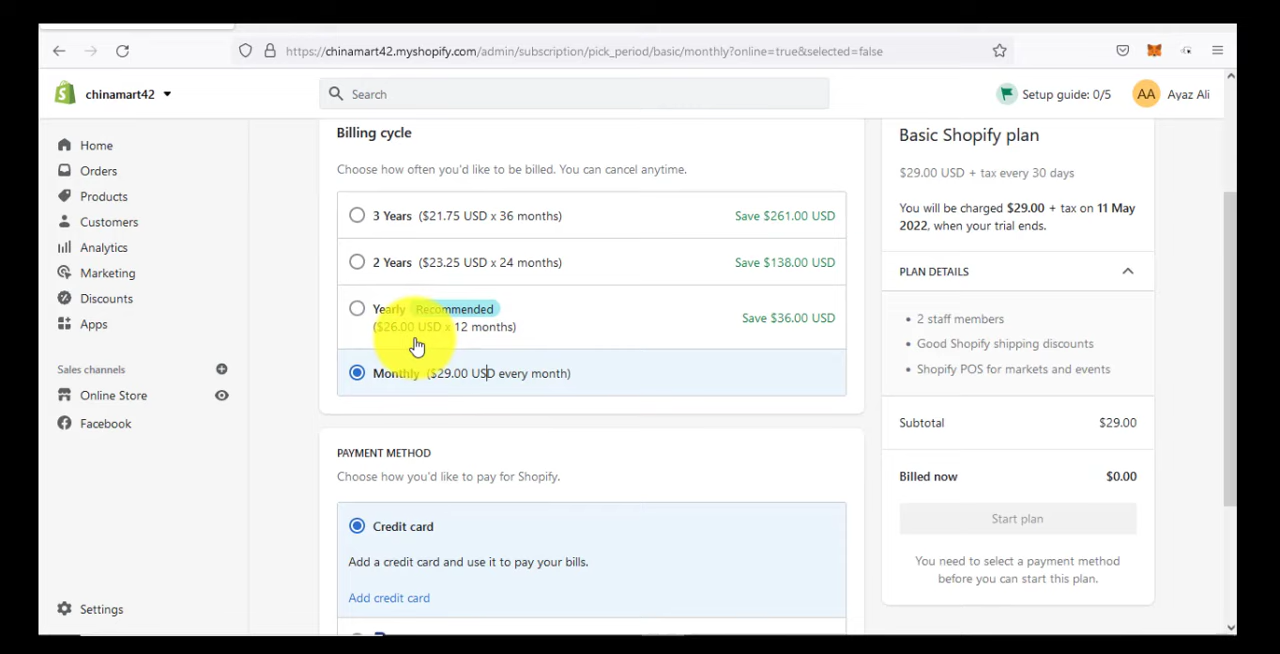 https://chinamart42.myshopify.com/admin/subscription/pick_period/basic/monthly?online=true&selected=false
chinamart42
Search
Setup guide: 0/5
AA
Ayaz Ali
Home
Orders
Products
Customers
Analytics
Marketing
Discounts
Apps
Sales channels
Online Store
Facebook
Settings
Billing cycle
Choose how often you'd like to be billed. You can cancel anytime.
3 Years ($21.75 USD x 36 months) Save $261.00 USD
2 Years ($23.25 USD x 24 months) Save $138.00 USD
Yearly Recommended
($26.00 USD x 12 months) Save $36.00 USD
Monthly ($29.00 USD every month)
PAYMENT METHOD
Choose how you'd like to pay for Shopify.
Credit card
Add a credit card and use it to pay your bills.
Add credit card
Basic Shopify plan
$29.00 USD + tax every 30 days
You will be charged $29.00 + tax on 11 May
2022, when your trial ends.
PLAN DETAILS
2 staff members
Good Shopify shipping discounts
Shopify POS for markets and events
Subtotal $29.00
Billed now $0.00
Start plan
You need to select a payment method
before you can start this plan.